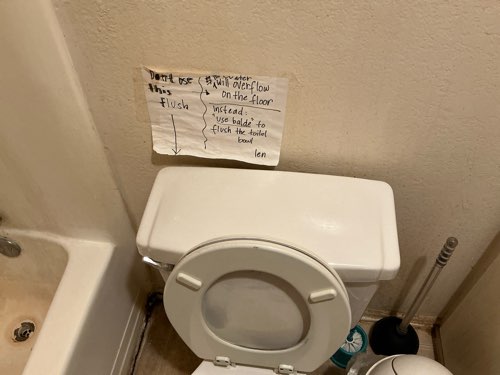 Don't use
this
flush
water
will overflow
on the floor
Instead:
"use balde" to
flush the toilet
bowl
len